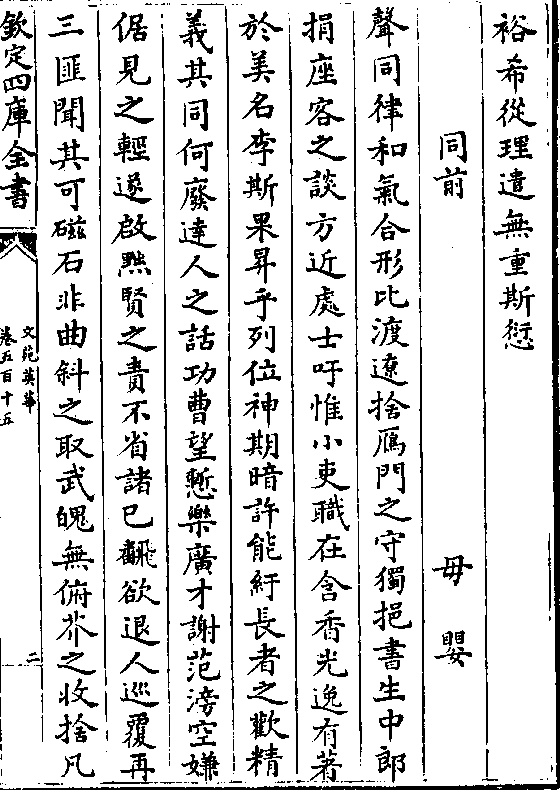 裕希從理遣無重斯愆
同前 毋嬰
聲同律和氣合形比渡遼捨鴈門之守獨挹書生中郎
捐座客之談方近處士吁惟小吏職在含香光逸有著
於美名李斯果昇乎列位神期暗許能紆長者之歡精
義其同何廢達人之話功曹望慙樂廣才謝范滂空嫌
倨見之輕遂啟黙賢之責不省諸已翻欲退人巡覆再
三匪聞其可磁石非曲斜之取武魄無俯芥之收捨凡
欽定四庫全書
文苑英華
卷五百十五
二